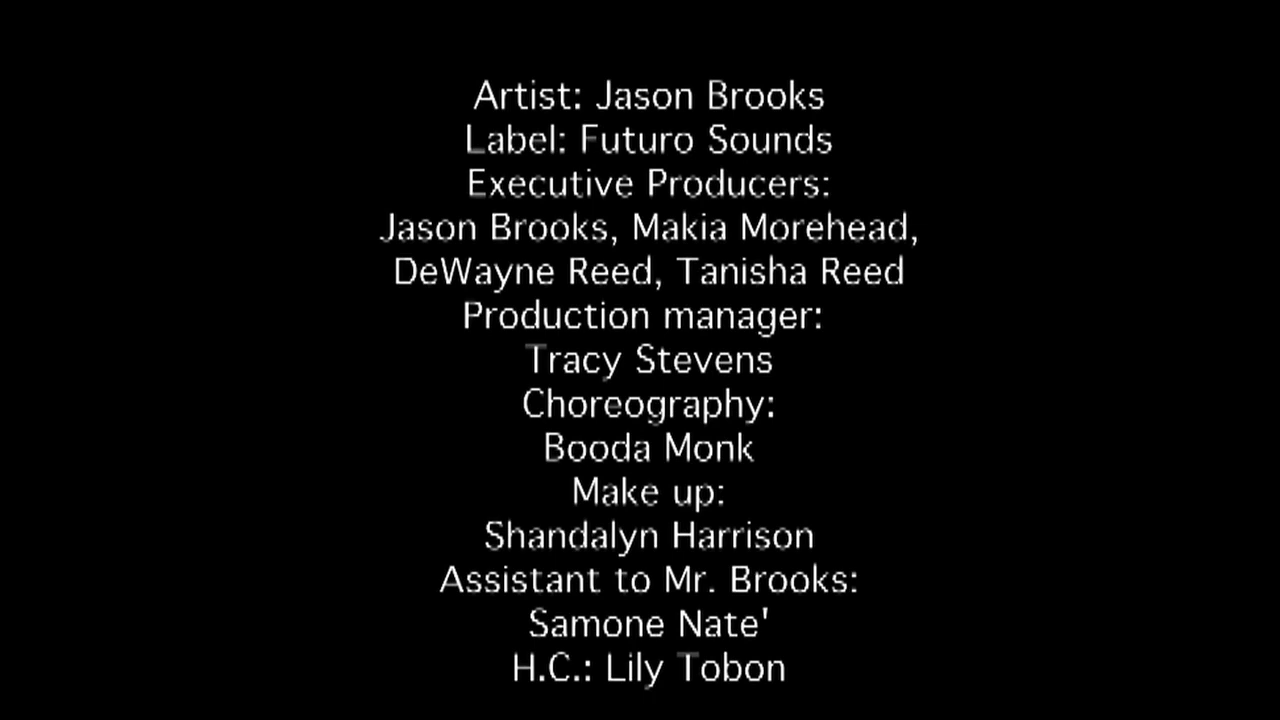 Artist: Jason Brooks
Label: Futuro Sounds
Executive Producers:
Jason Brooks, Makia Morehead,
DeWayne Reed, Tanisha Reed
Production manager:
Tracy Stevens
Choreography:
Booda Monk
Make up:
Shandalyn Harrison
Assistant to Mr. Brooks:
Samone Nate'
H.C.: Lily Tobon